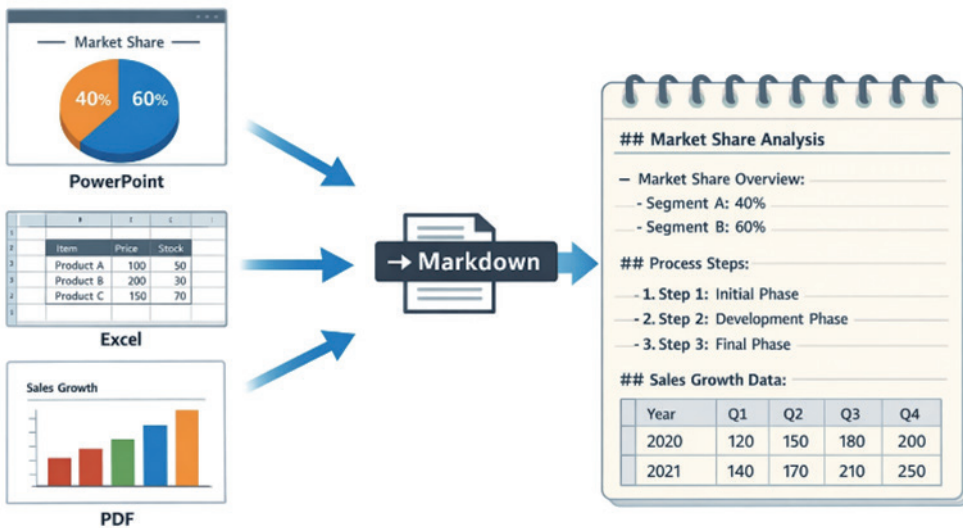 Market Share
40% 60%
PowerPoint
Item Price Stock
Product A 100 50
Product B 200 30
Product C 150 70
Excel
Sales Growth
PDF
→ Markdown
## Market Share Analysis
– Market Share Overview:
- Segment A: 40%
- Segment B: 60%
## Process Steps:
- 1. Step 1: Initial Phase
- 2. Step 2: Development Phase
- 3. Step 3: Final Phase
## Sales Growth Data:
Year Q1 Q2 Q3 Q4
2020 120 150 180 200
2021 140 170 210 250